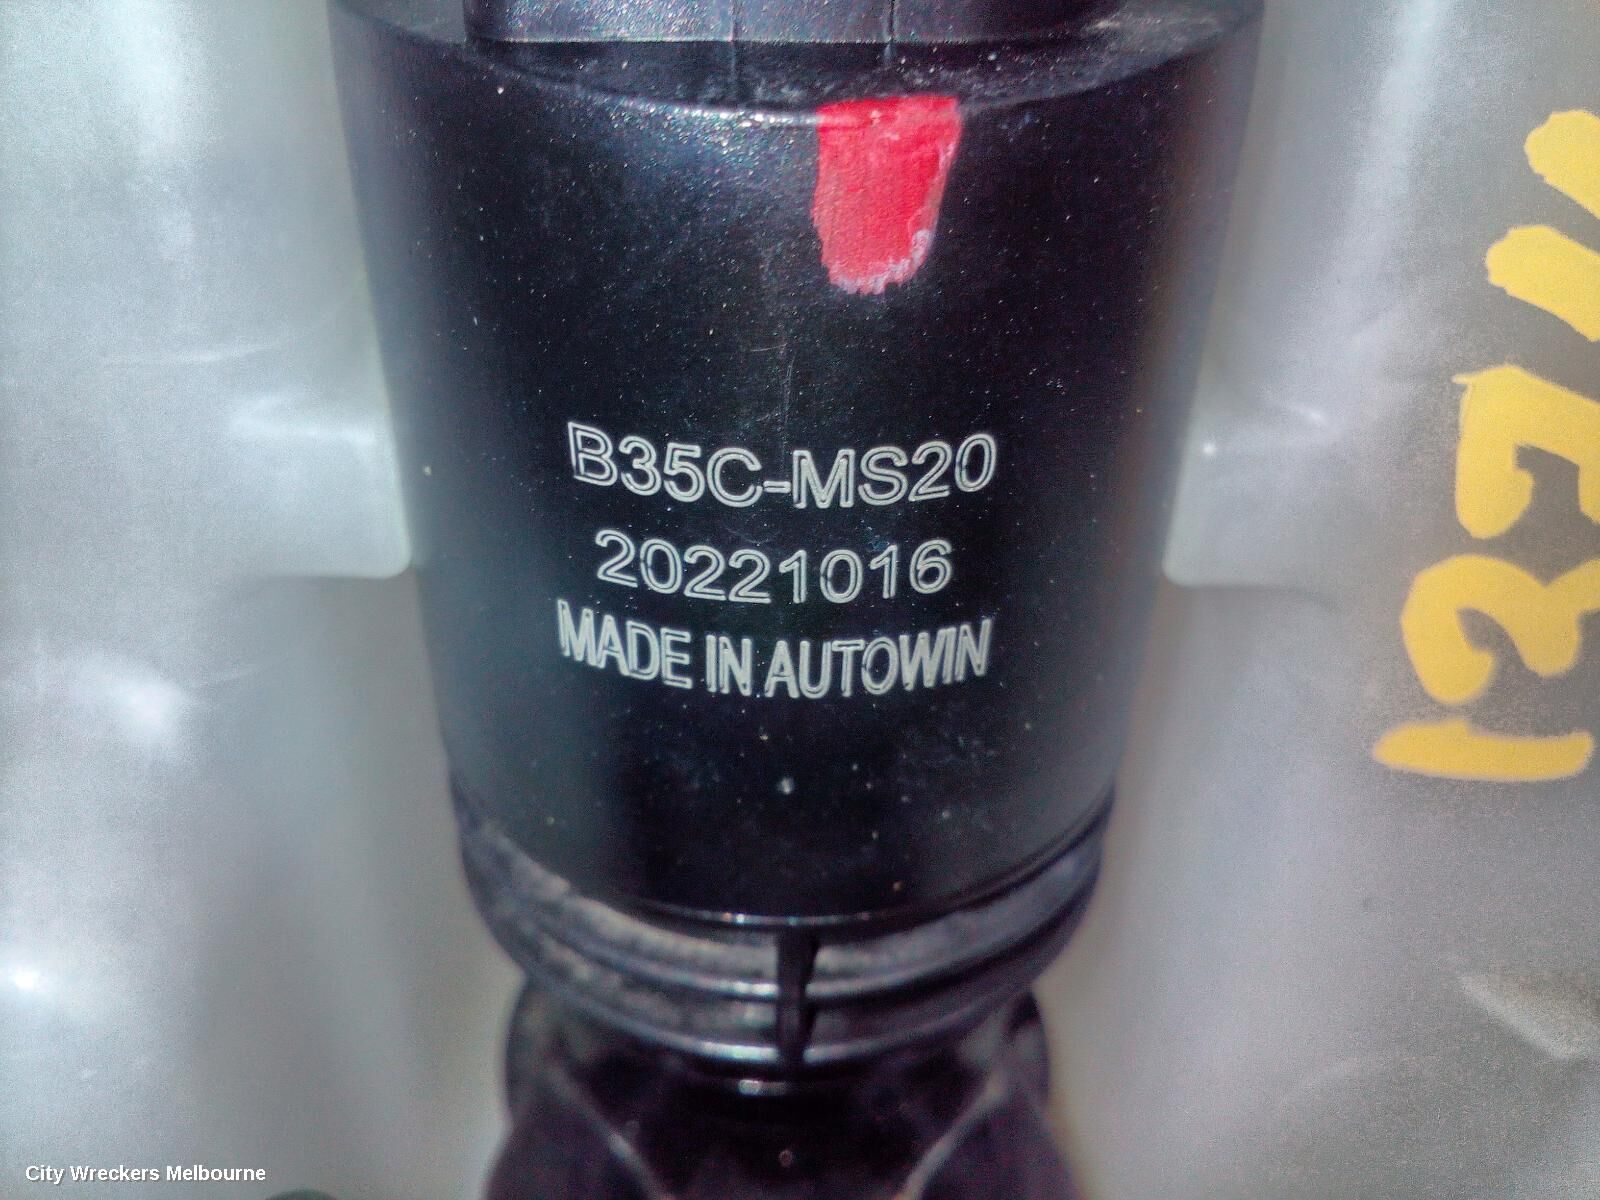 B35C-MS20
20221016
MADE IN AUTOWIN
City Wreckers Melbourne